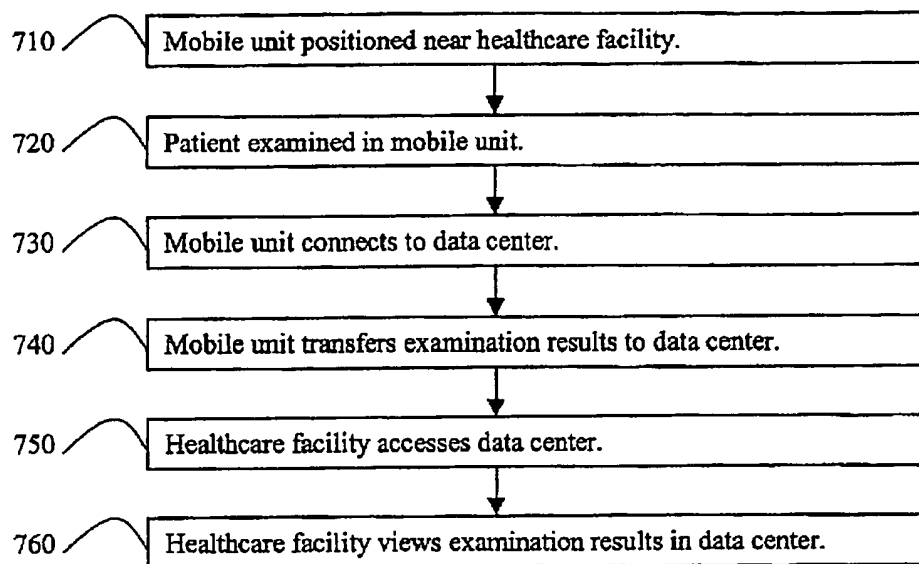 710 Mobile unit positioned near healthcare facility.
720 Patient examined in mobile unit.
730 Mobile unit connects to data center.
740 Mobile unit transfers examination results to data center.
750 Healthcare facility accesses data center.
760 Healthcare facility views examination results in data center.